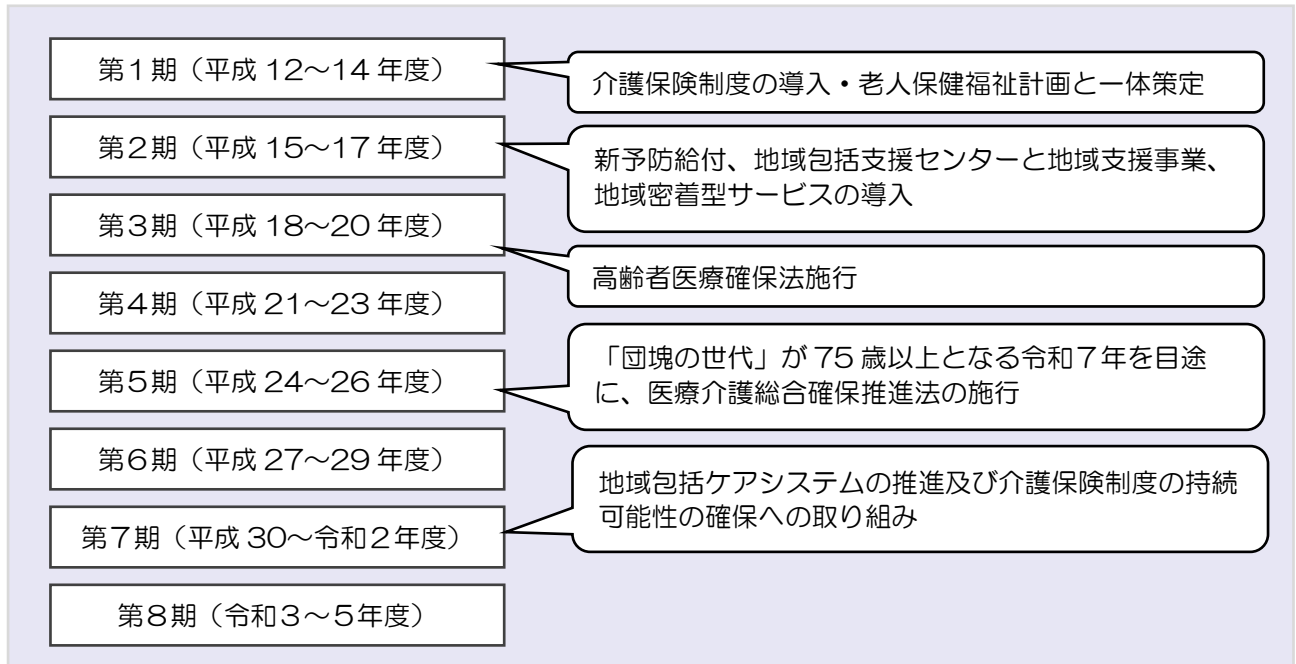 第1期（平成 12～14 年度）
介護保険制度の導入・老人保健福祉計画と一体策定
第2期（平成 15～17 年度）
新予防給付、地域包括支援センターと地域支援事業、
地域密着型サービスの導入
第3期（平成 18～20 年度）
高齢者医療確保法施行
第4期（平成 21～23 年度）
第5期（平成 24～26 年度）
「団塊の世代」が 75 歳以上となる令和7年を目途
に、医療介護総合確保推進法の施行
第6期（平成 27～29 年度）
第7期（平成 30～令和2年度）
地域包括ケアシステムの推進及び介護保険制度の持続
可能性の確保への取り組み
第8期（令和3～5年度）